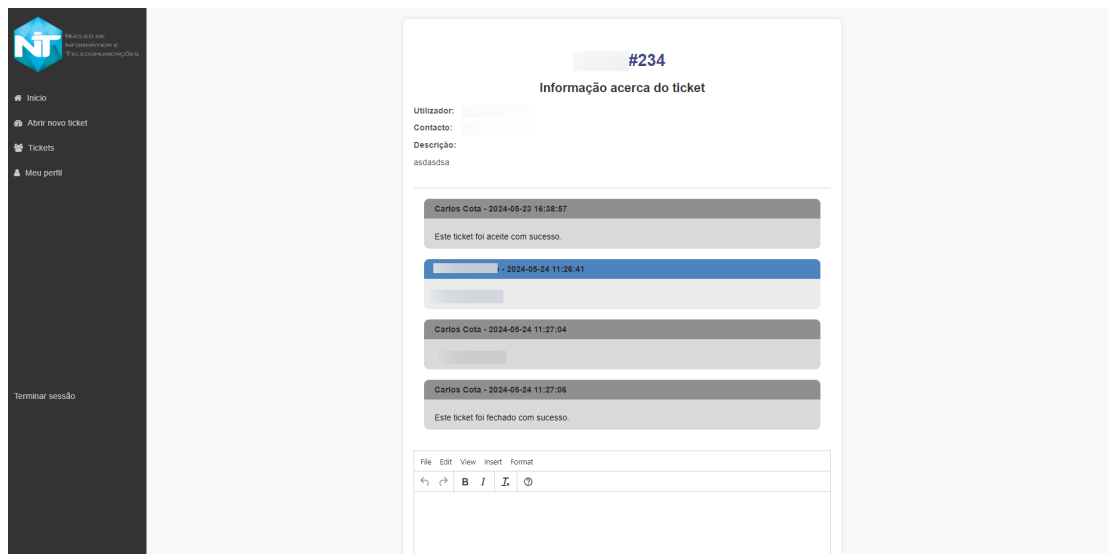 NÚCLEO DE
INFORMÁTICA E
TELECOMUNICAÇÕES
NIT
Início
Abrir novo ticket
Tickets
Meu perfil
Terminar sessão
#234
Informação acerca do ticket
Utilizador:
Contacto:
Descrição:
asdasdsa
Carlos Cota - 2024-05-23 16:38:57
Este ticket foi aceite com sucesso.
- 2024-05-24 11:26:41
Carlos Cota - 2024-05-24 11:27:04
Carlos Cota - 2024-05-24 11:27:06
Este ticket foi fechado com sucesso.
File Edit View Insert Format
B I